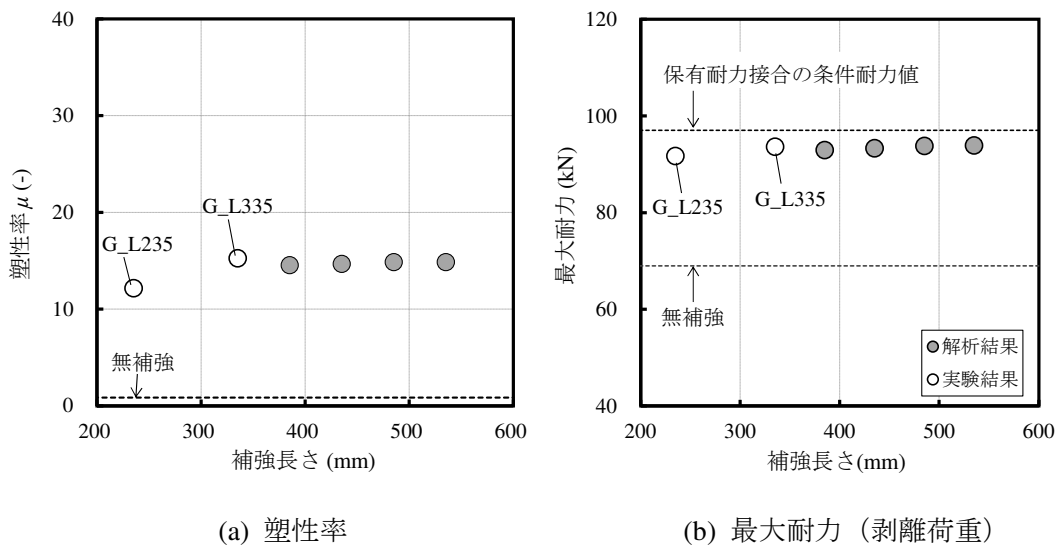 40
30
20
10
0
塑性率 μ (-)
G_L335
G_L235
無補強
200 300 400 500 600
補強長さ (mm)
(a) 塑性率
120
100
80
60
40
最大耐力 (kN)
保有耐力接合の条件耐力値
G_L235
G_L335
無補強
解析結果
実験結果
200 300 400 500 600
補強長さ(mm)
(b) 最大耐力（剥離荷重）